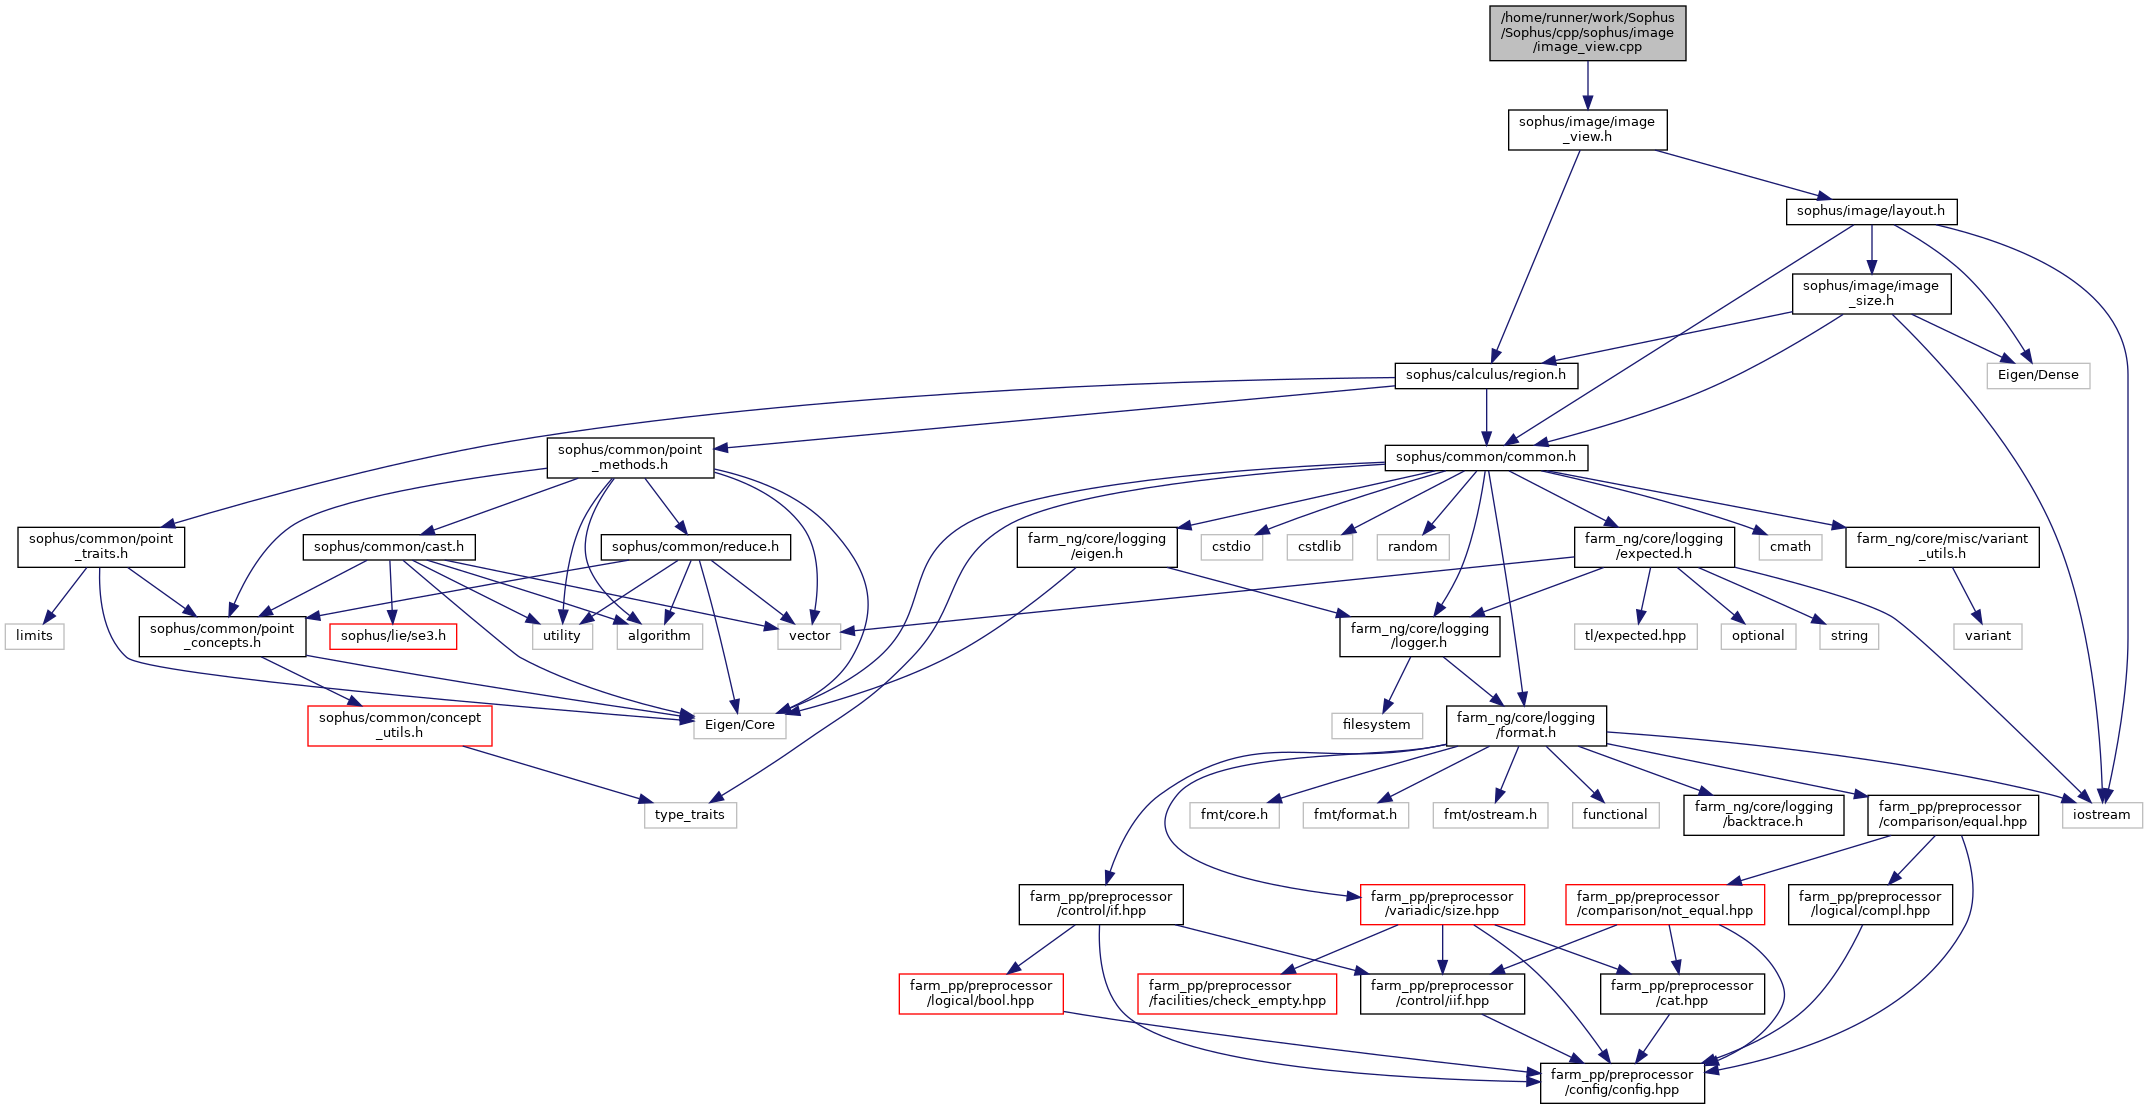 /home/runner/work/Sophus
/Sophus/cpp/sophus/image
/image_view.cpp
sophus/image/image
_view.h
sophus/image/layout.h
sophus/image/image
_size.h
sophus/calculus/region.h
Eigen/Dense
sophus/common/point
_methods.h
sophus/common/common.h
sophus/common/point
_traits.h
sophus/common/cast.h
sophus/common/reduce.h
farm_ng/core/logging
/eigen.h
cstdio
cstdlib
random
farm_ng/core/logging
/expected.h
cmath
farm_ng/core/misc/variant
_utils.h
limits
sophus/common/point
_concepts.h
sophus/lie/se3.h
utility
algorithm
vector
farm_ng/core/logging
/logger.h
tl/expected.hpp
optional
string
variant
sophus/common/concept
_utils.h
Eigen/Core
filesystem
farm_ng/core/logging
/format.h
type_traits
fmt/core.h
fmt/format.h
fmt/ostream.h
functional
farm_ng/core/logging
/backtrace.h
farm_pp/preprocessor
/comparison/equal.hpp
iostream
farm_pp/preprocessor
/control/if.hpp
farm_pp/preprocessor
/variadic/size.hpp
farm_pp/preprocessor
/comparison/not_equal.hpp
farm_pp/preprocessor
/logical/compl.hpp
farm_pp/preprocessor
/logical/bool.hpp
farm_pp/preprocessor
/facilities/check_empty.hpp
farm_pp/preprocessor
/control/iif.hpp
farm_pp/preprocessor
/cat.hpp
farm_pp/preprocessor
/config/config.hpp